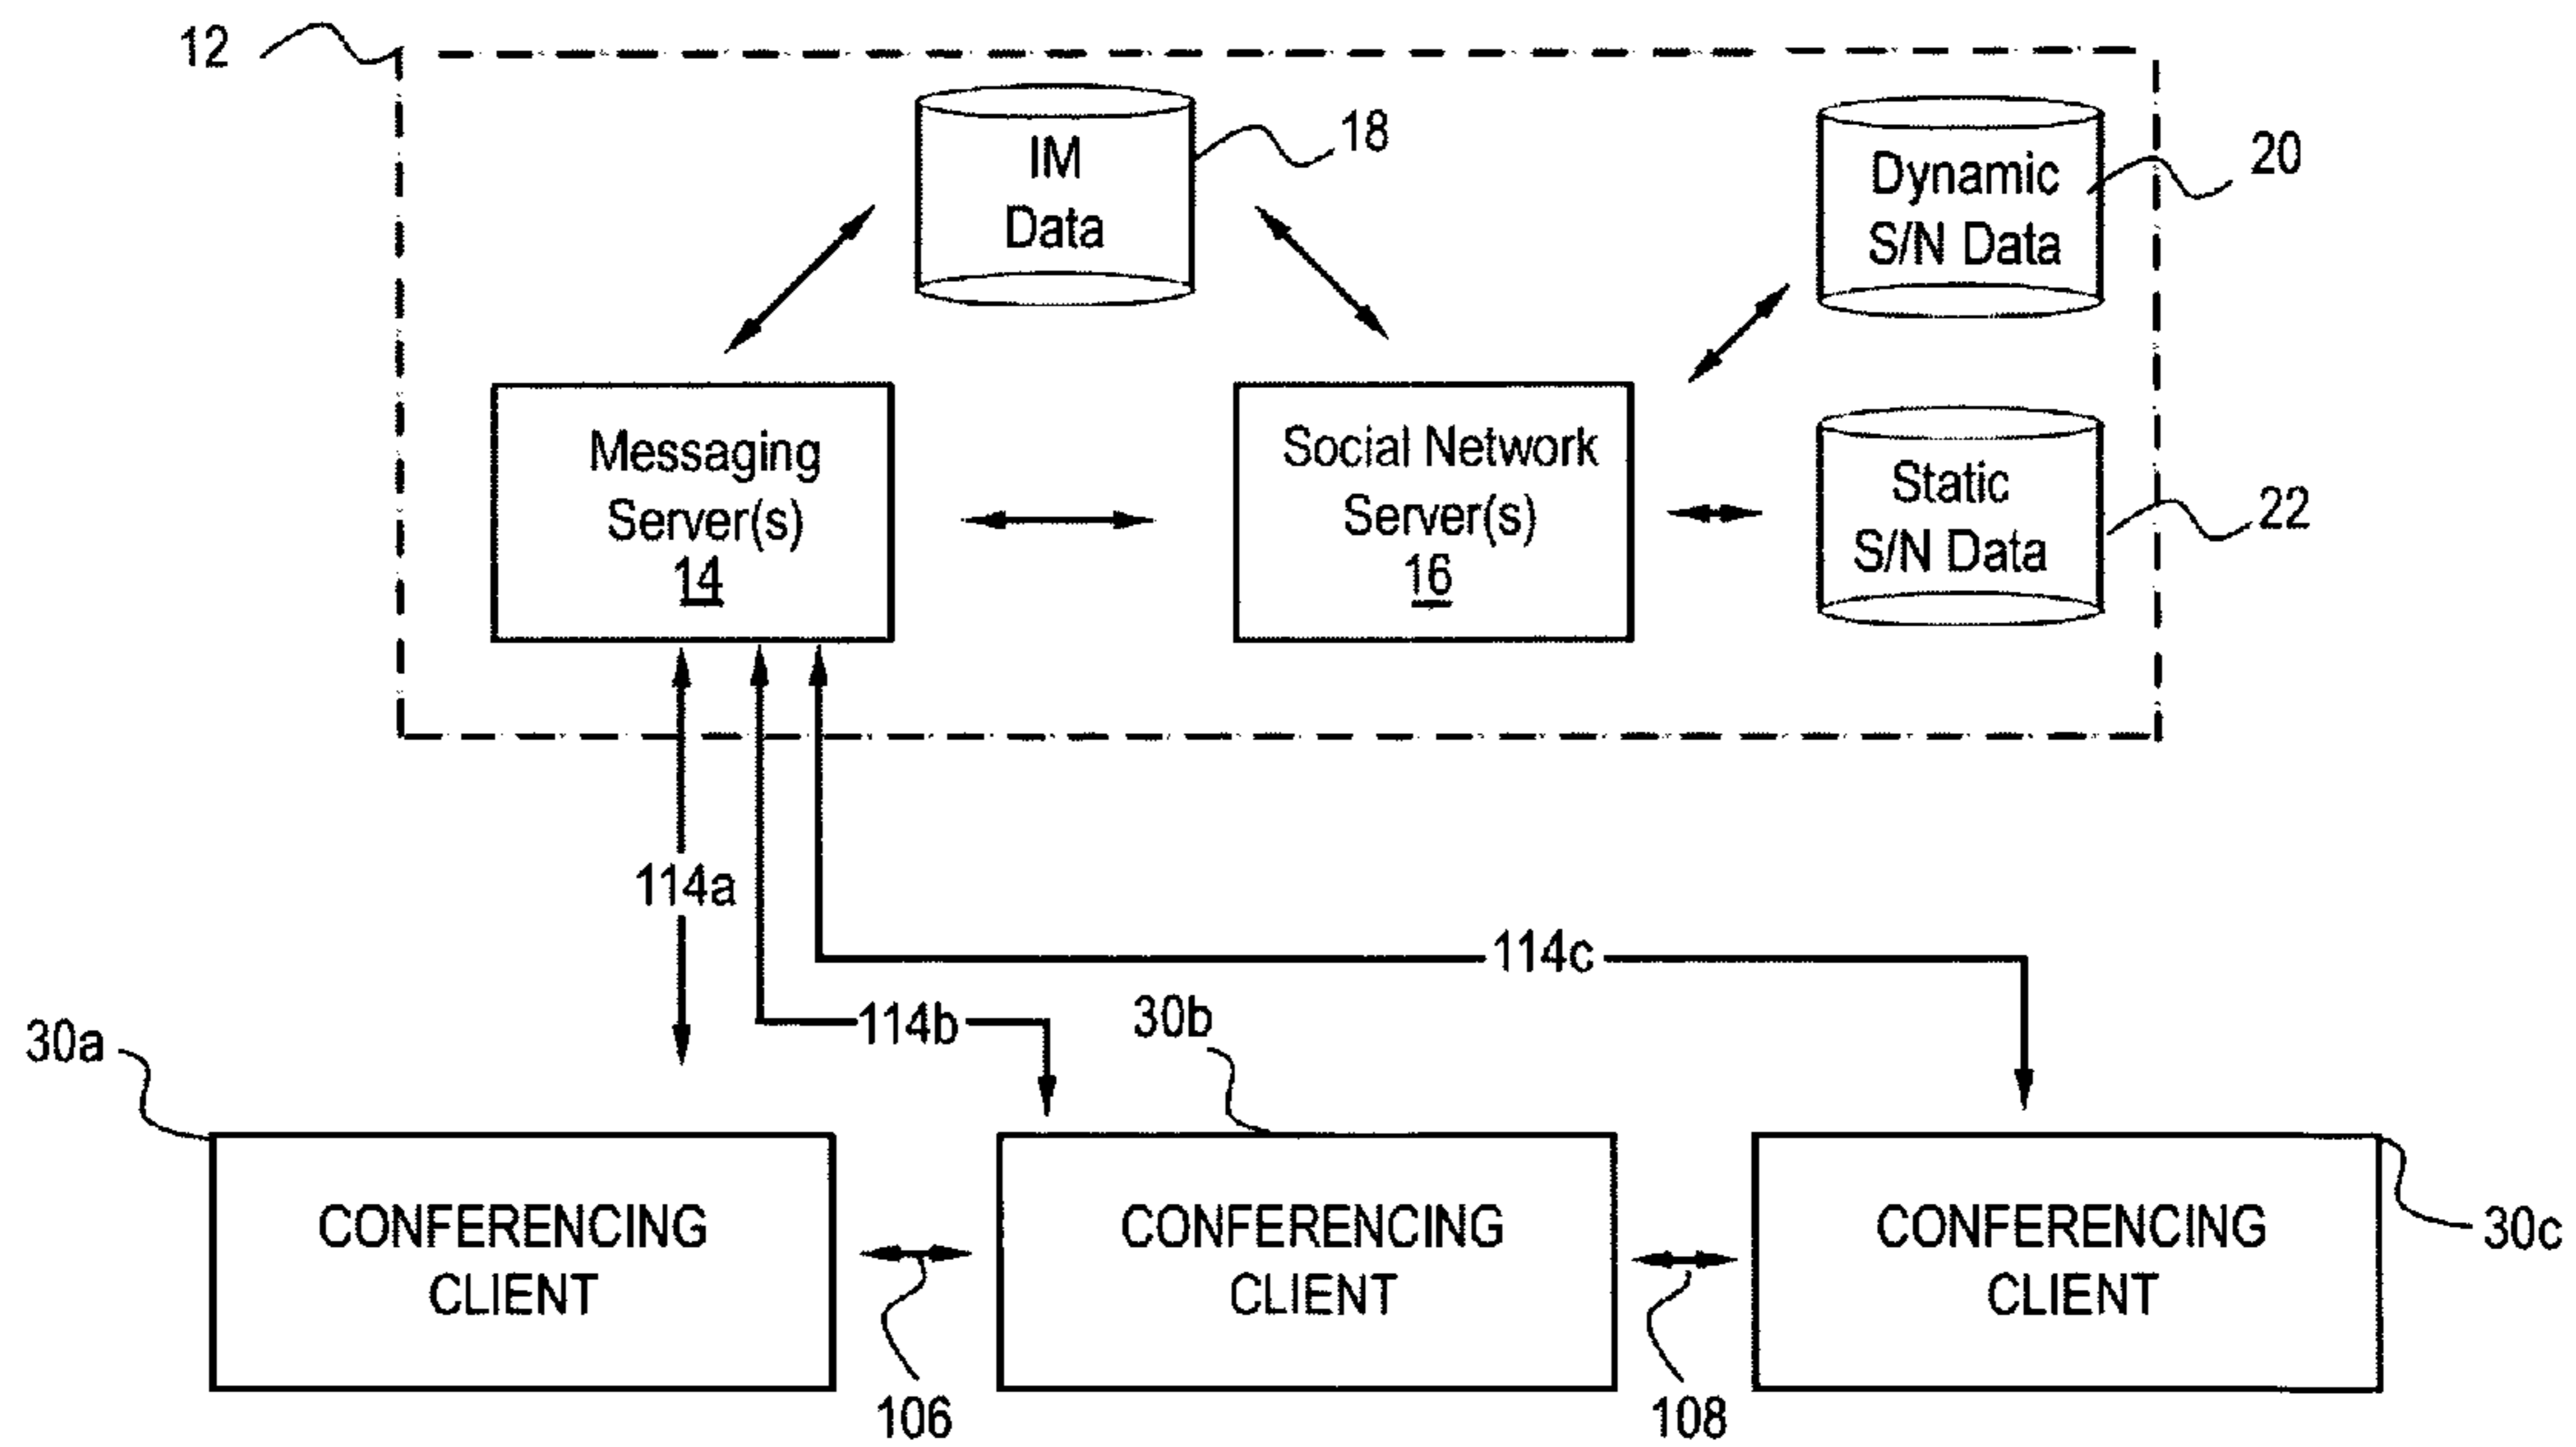 12
IM
Data
18
Dynamic
S/N Data
20
Messaging
Server(s)
14
Social Network
Server(s)
16
Static
S/N Data
22
114a
114b
114c
30a
30b
30c
CONFERENCING
CLIENT
CONFERENCING
CLIENT
CONFERENCING
CLIENT
106
108